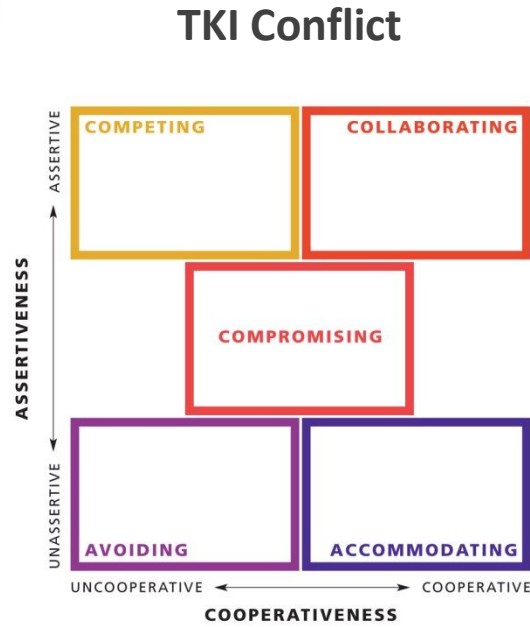 TKI Conflict
ASSERTIVE
COMPETING
COLLABORATING
ASSERTIVENESS
COMPROMISING
UNASSERTIVE
AVOIDING
ACCOMMODATING
UNCOOPERATIVE
COOPERATIVE
COOPERATIVENESS